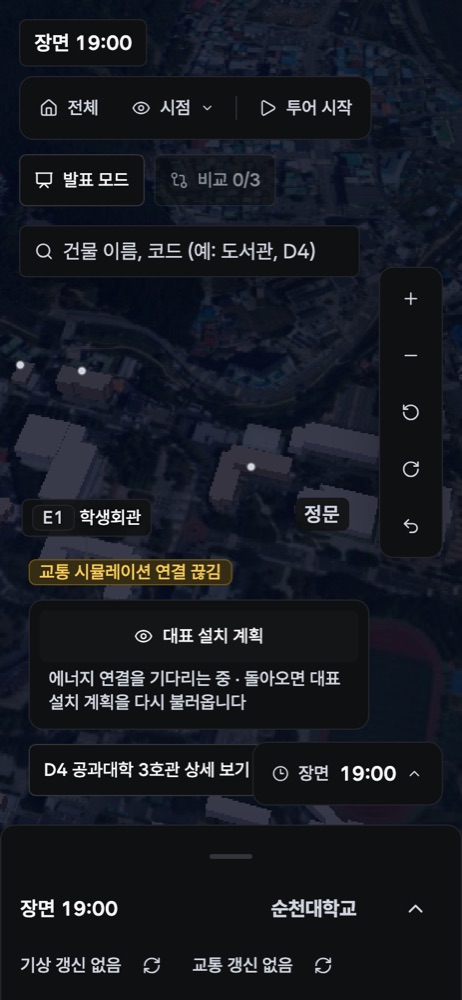 장면 19:00
전체 시점 투어 시작
발표 모드 비교 0/3
건물 이름, 코드 (예: 도서관, D4)
E1 학생회관
정문
교통 시뮬레이션 연결 끊김
대표 설치 계획
에너지 연결을 기다리는 중 · 돌아오면 대표
설치 계획을 다시 불러옵니다
D4 공과대학 3호관 상세 보기
장면 19:00
장면 19:00 순천대학교
기상 갱신 없음 교통 갱신 없음